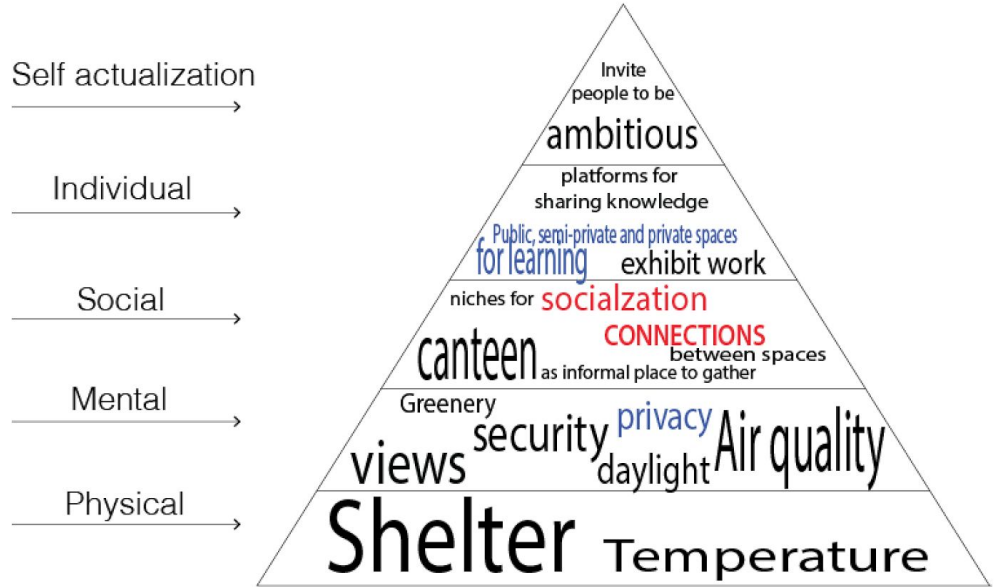 Self actualization
Invite
people to be
ambitious
Individual
platforms for
sharing knowledge
Public, semi-private and private spaces
for learning
exhibit work
Social
niches for socialzation
CONNECTIONS
between spaces
canteen as informal place to gather
Mental
Greenery
security
privacy
views
daylight
Air quality
Physical
Shelter
Temperature